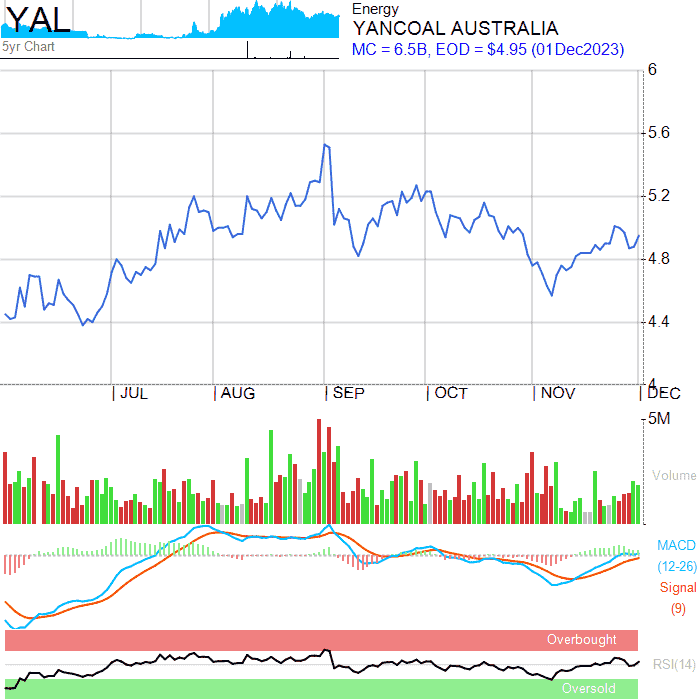 YAL
5yr Chart
Energy
YANCOAL AUSTRALIA
MC = 6.5B, EOD = $4.95 (01Dec2023)
6
5.6
5.2
4.8
4.4
4
JUL AUG SEP OCT NOV DEC
5M
Volume
MACD
(12-26)
Signal
(9)
Overbought
RSI(14)
Oversold